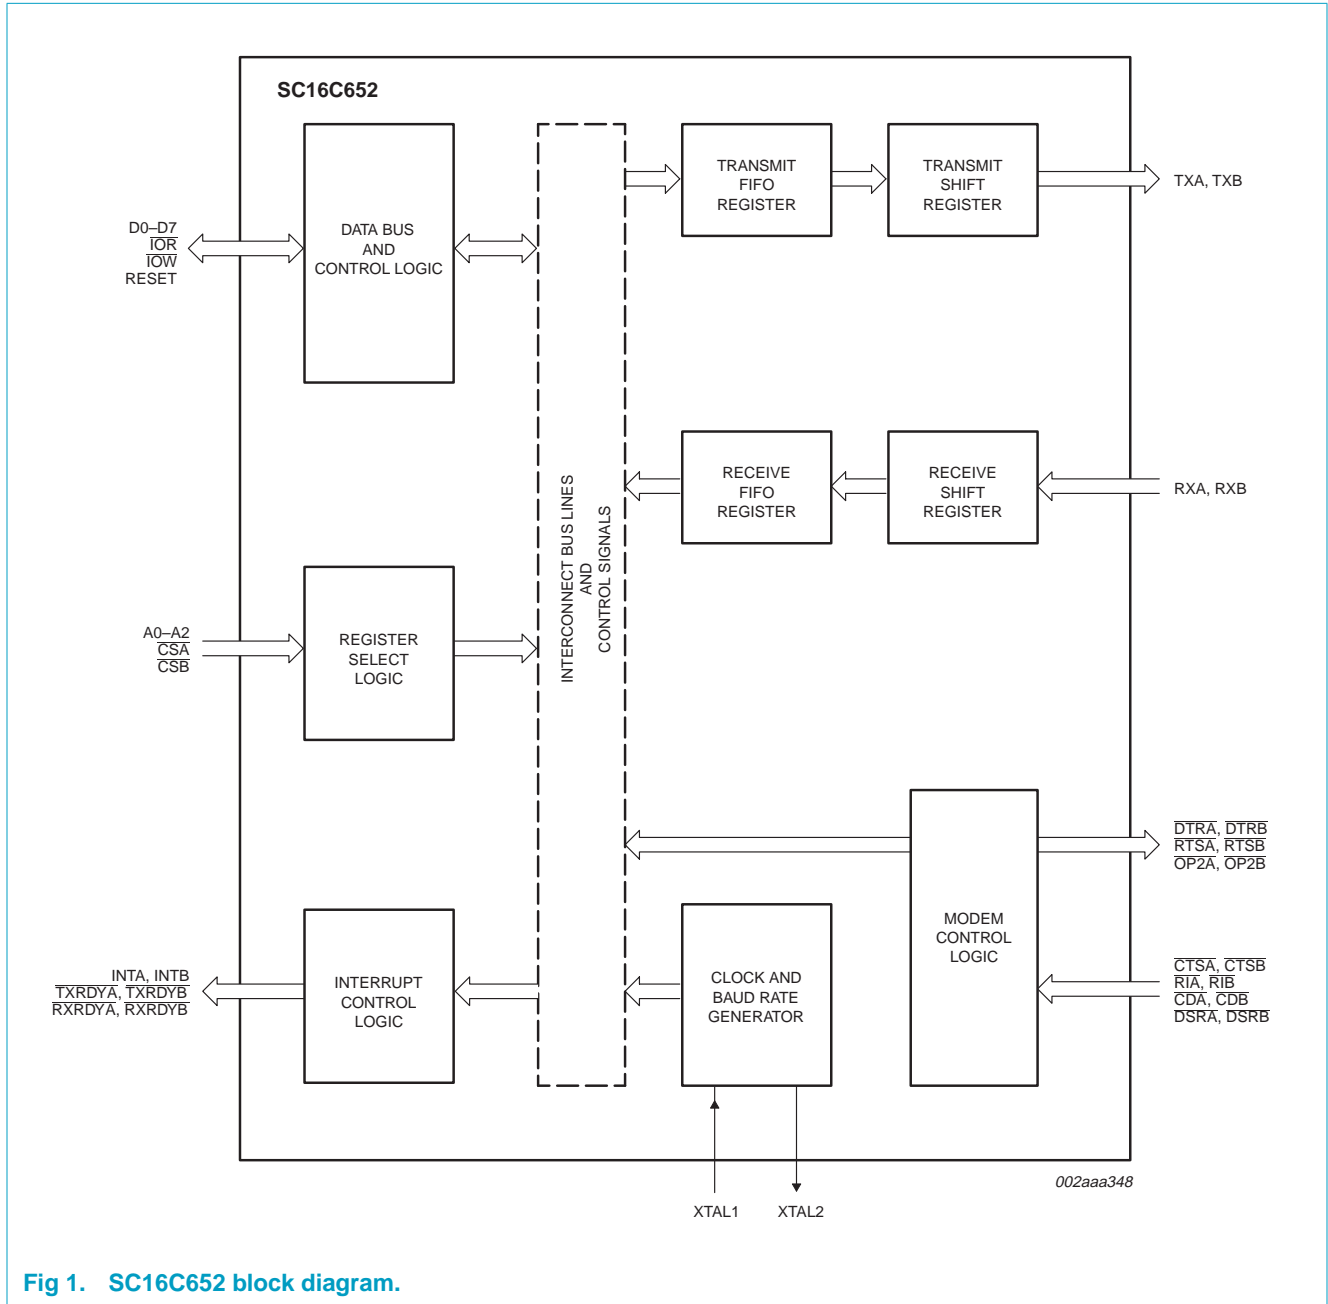 SC16C652
D0–D7
IOR
IOW
RESET
DATA BUS
AND
CONTROL LOGIC
A0–A2
CSA
CSB
REGISTER
SELECT
LOGIC
INTA, INTB
TXRDYA, TXRDYB
RXRDYA, RXRDYB
INTERRUPT
CONTROL
LOGIC
INTERCONNECT BUS LINES
AND
CONTROL SIGNALS
TRANSMIT
FIFO
REGISTER
TRANSMIT
SHIFT
REGISTER
TXA, TXB
RECEIVE
FIFO
REGISTER
RECEIVE
SHIFT
REGISTER
RXA, RXB
CLOCK AND
BAUD RATE
GENERATOR
MODEM
CONTROL
LOGIC
DTRA, DTRB
RTSA, RTSB
OP2A, OP2B
CTSA, CTSB
RIA, RIB
CDA, CDB
DSRA, DSRB
XTAL1
XTAL2
002aaa348
Fig 1. SC16C652 block diagram.